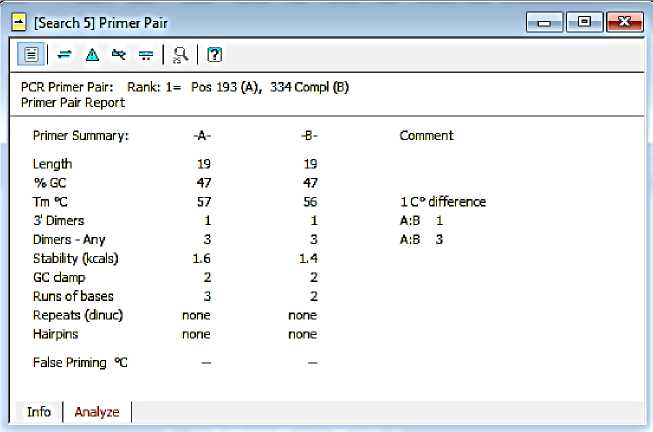 [Search 5] Primer Pair
25
PCR Primer Pair: Rank: 1= Pos 193 (A), 334 Compl (B)
Primer Pair Report
Primer Summary: -A- -B- Comment
Length 19 19
% GC 47 47
Tm °C 57 56 1 C° difference
3' Dimers 1 1 A:B 1
Dimers - Any 3 3 A:B 3
Stability (kcals) 1.6 1.4
GC clamp 2 2
Runs of bases 3 2
Repeats (dinuc) none none
Hairpins none none
False Priming °C -- --
Info Analyze